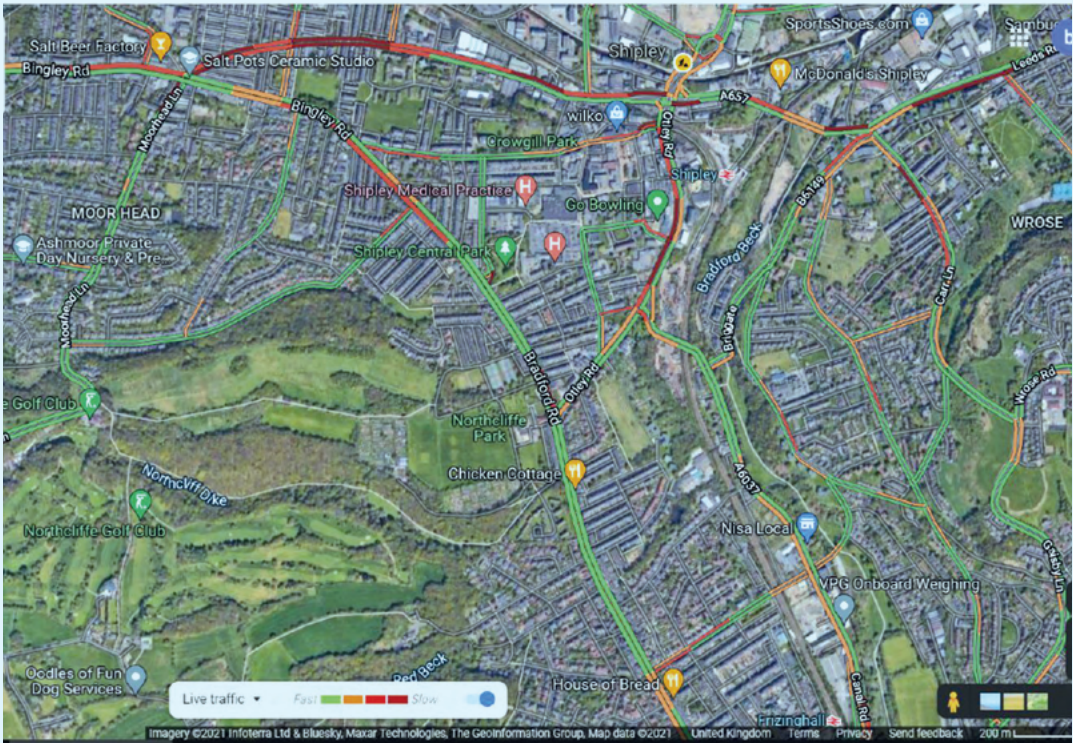 SportsShoes.com
Salt Beer Factory
Shipley
Salt Pots Ceramic Studio
Bingley Rd
McDonald's Shipley
Leeds Rd
A657
Moorhead Ln
Bingley Rd
wilko
Otley Rd
Crowgill Park
Shipley
Shipley Medical Practice
B6149
Go Bowling
MOOR HEAD
WROSE
Ashmoor Private
Day Nursery & Pre
Shipley Central Park
Bradford Beck
Carr Ln
Moorhead Ln
Briggate
Bradford Rd
Otley Rd
Wrose Rd
e Golf Club
Northcliffe
Park
Chicken Cottage
A6037
Northcliff Dyke
Northcliffe Golf Club
Nisa Local
Gaisby Ln
VPG Onboard Weighing
Oodles of Fun
Dog Services
Red Beck
House of Bread
Canal Rd
Live traffic
Fast
Slow
Frizinghall
Imagery ©2021 Infoterra Ltd & Bluesky, Maxar Technologies, The GeoInformation Group, Map data ©2021 United Kingdom Terms Privacy Send feedback 200 m